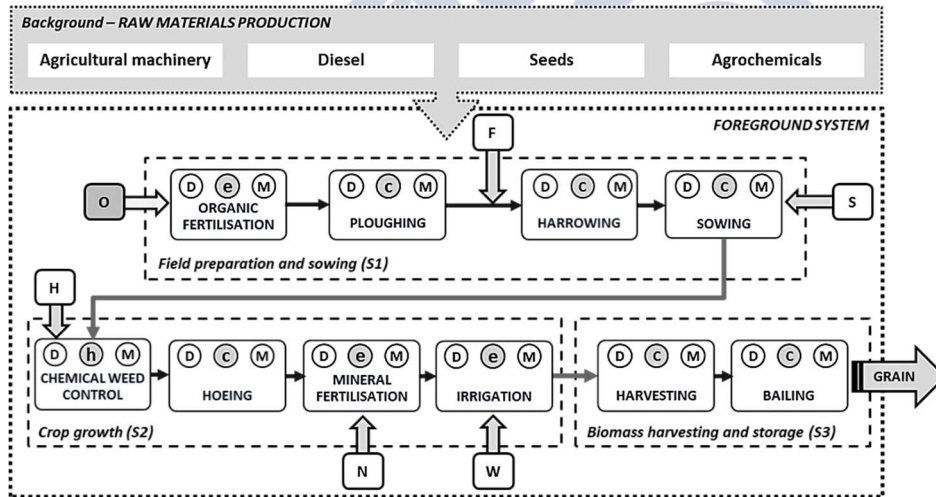 Background – RAW MATERIALS PRODUCTION
Agricultural machinery
Diesel
Seeds
Agrochemicals
FOREGROUND SYSTEM
F
O
D e M
ORGANIC
FERTILISATION
D c M
PLOUGHING
D C M
HARROWING
D C M
SOWING
S
Field preparation and sowing (S1)
H
D h M
CHEMICAL WEED
CONTROL
D c M
HOEING
D e M
MINERAL
FERTILISATION
D e M
IRRIGATION
D c M
HARVESTING
D c M
BAILING
GRAIN
Crop growth (S2)
Biomass harvesting and storage (S3)
N
W